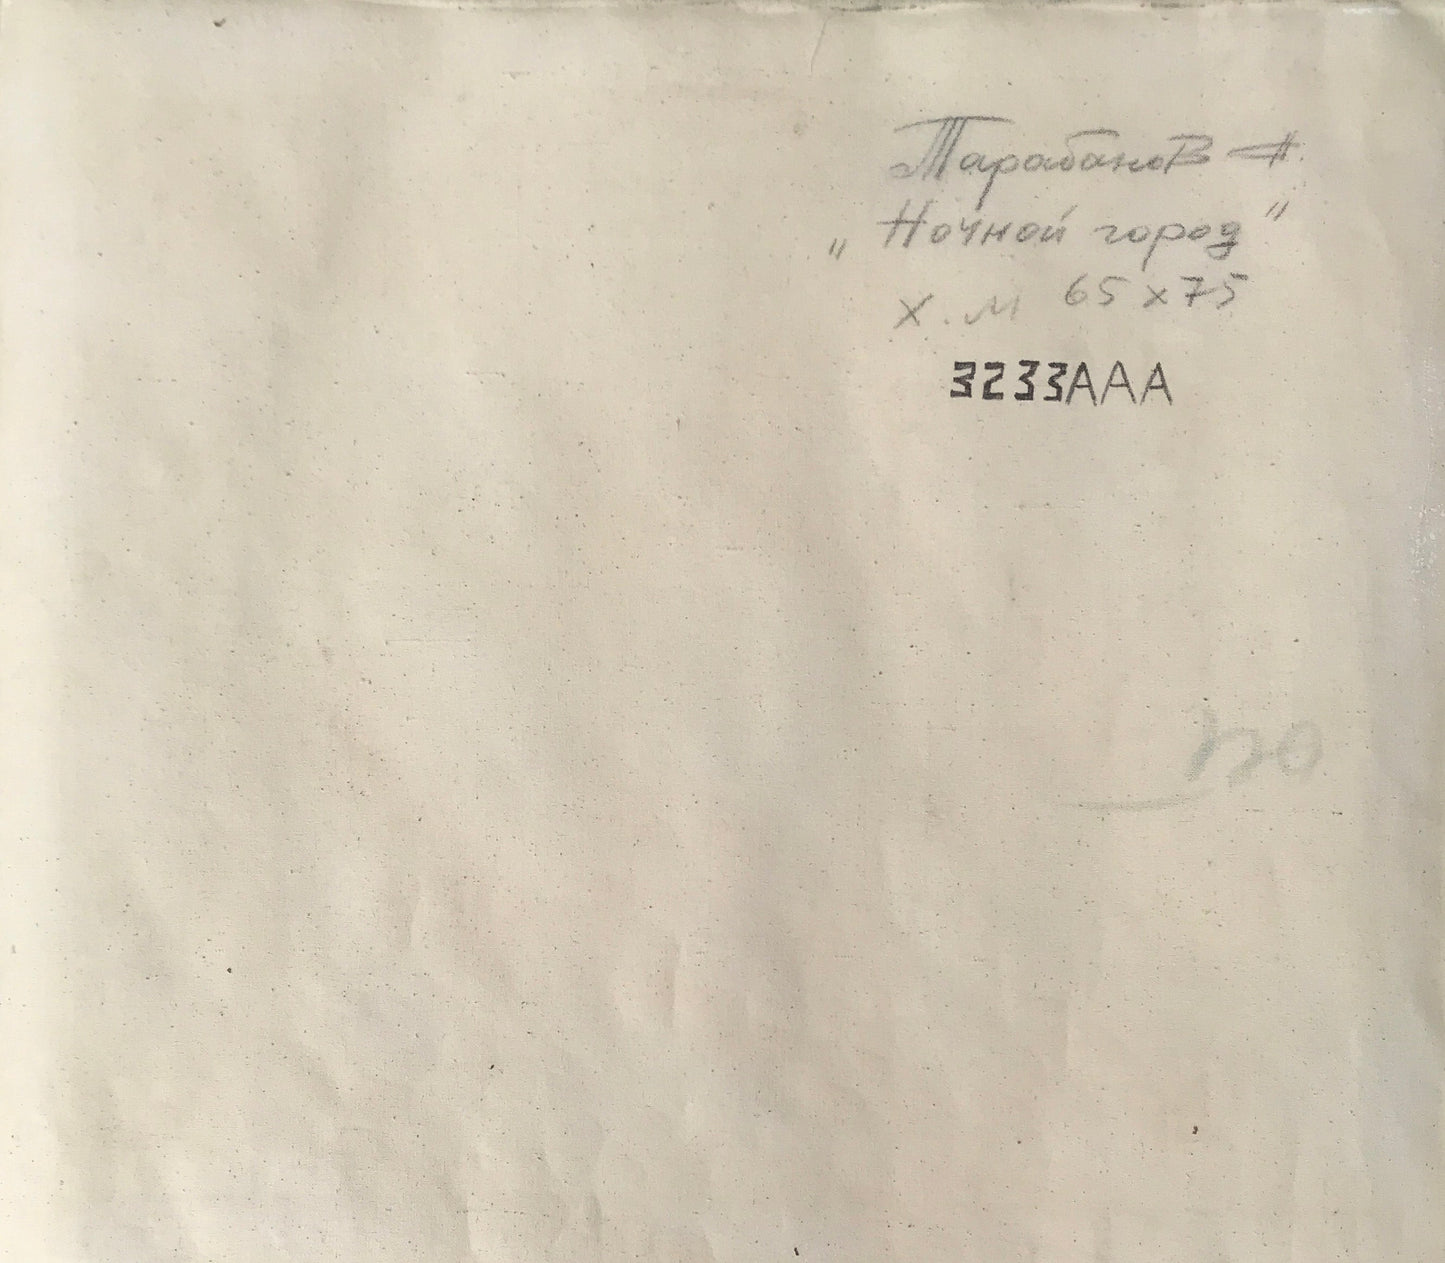 Тарабанов А.
„Ночной город"
х.м 65х75
3233AAA